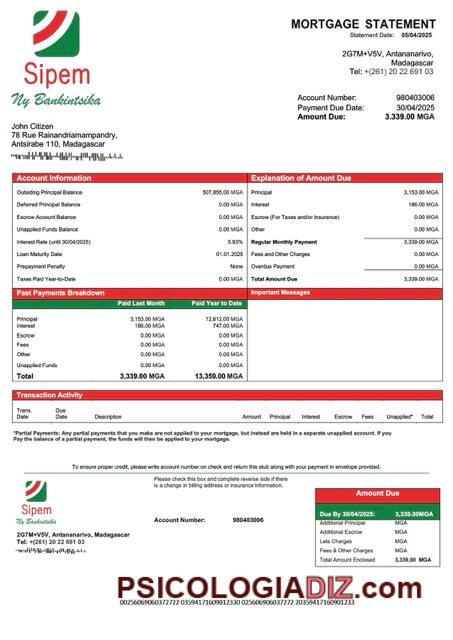 MORTGAGE STATEMENT
Statement Date: 05/04/2025
Sipem
Ny Bankintsika
2G7M+V5V, Antananarivo,
Madagascar
Tel: +(261) 20 22 691 03
Account Number: 980403006
Payment Due Date: 30/04/2025
Amount Due: 3.339.00 MGA
John Citizen
78 Rue Rainandriamampandry,
Antsirabe 110, Madagascar
Account Information
Outsiding Principal Balance 507,855.00 MGA
Deferred Principal Balance 0.00 MGA
Escrow Account Balance 0.00 MGA
Unapplied Funds Balance 0.00 MGA
Interest Rate (until 30/04/2025) 5.93%
Loan Maturity Date 01.01.2025
Prepayment Penalty None
Taxes Paid Year-to-Date 0.00 MGA
Explanation of Amount Due
Principal 3,153.00 MGA
Interest 186.00 MGA
Escrow (For Taxes and/or insurance) 0.00 MGA
Other 0.00 MGA
Regular Monthly Payment 3,339.00 MGA
Fees and Other Charges 0.00 MGA
Overdue Payment 0.00 MGA
Total Amount Due 3,339.00 MGA
Past Payments Breakdown
Paid Last Month Paid Year to Date
Principal 3,153.00 MGA 12,612.00 MGA
Interest 186.00 MGA 747.00 MGA
Escrow 0.00 MGA 0.00 MGA
Fees 0.00 MGA 0.00 MGA
Other 0.00 MGA 0.00 MGA
Unapplied Funds 0.00 MGA 0.00 MGA
Total 3,339.00 MGA 13,359.00 MGA
Important Messages
Transaction Activity
Trans. Date Due Date Description Amount Principal Interest Escrow Fees Unapplied* Total
*Partial Payments: Any partial payments that you make are not applied to your mortgage, but instead are held in a separate unapplied account. If you
Pay the balance of a partial payment, the funds will then be applied to your mortgage.
To ensure proper credit, please write account number on check and return this stub along with your payment in envelope provided.
Sipem
Ny Bankintsika
2G7M+V5V, Antananarivo, Madagascar
Tel: +(261) 20 22 691 03
Please check this box and complete reverse side if there
is a change in billing address or insurance information.
Account Number: 980403006
Amount Due
Due By 30/04/2025: 3,339.00MGA
Additional Principal MGA
Additional Escrow MGA
Late Charges MGA
Fees & Other Charges MGA
Total Amount Enclosed 3,339.00 MGA
PSICOLOGIADIZ.com